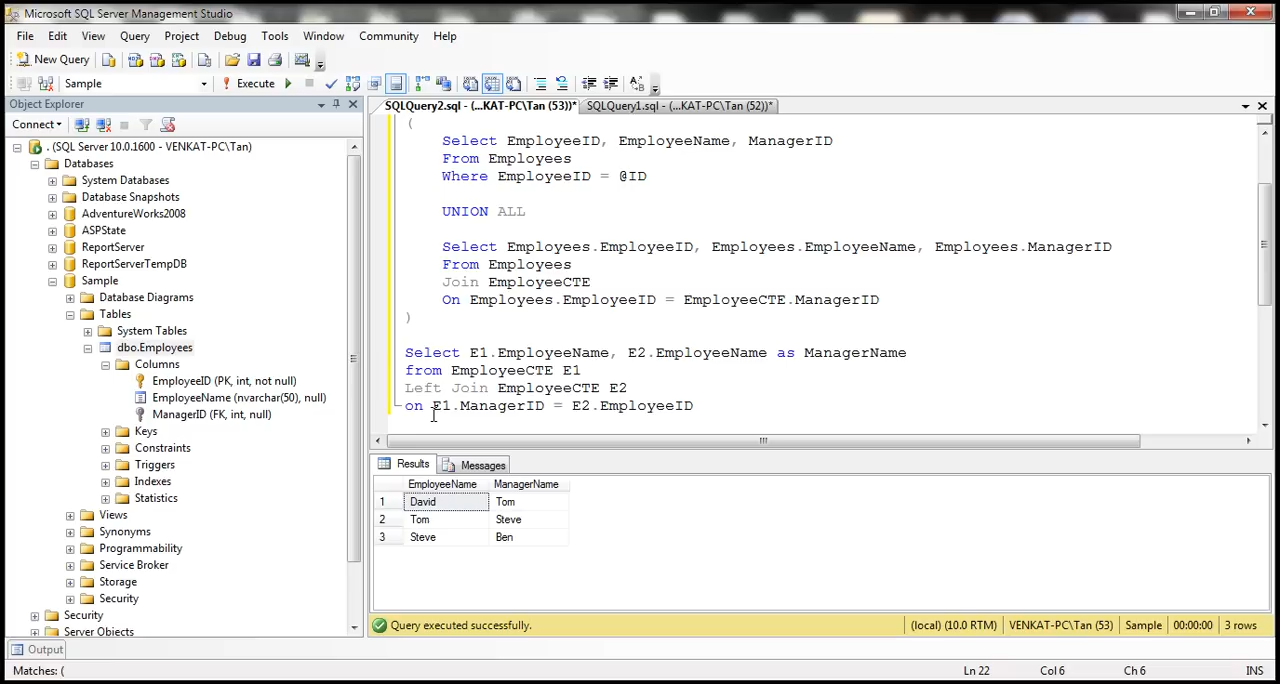 Microsoft SQL Server Management Studio
File Edit View Query Project Debug Tools Window Community Help
New Query
Sample Execute
Object Explorer
SQLQuery2.sql - (...KAT-PC\Tan (53))* SQLQuery1.sql - (...KAT-PC\Tan (52))*
Connect
. (SQL Server 10.0.1600 - VENKAT-PC\Tan)
Databases
System Databases
Database Snapshots
AdventureWorks2008
ASPState
ReportServer
ReportServerTempDB
Sample
Database Diagrams
Tables
System Tables
dbo.Employees
Columns
EmployeeID (PK, int, not null)
EmployeeName (nvarchar(50), null)
ManagerID (FK, int, null)
Keys
Constraints
Triggers
Indexes
Statistics
Views
Synonyms
Programmability
Service Broker
Storage
Security
Security
Server Objects
(
Select EmployeeID, EmployeeName, ManagerID
From Employees
Where EmployeeID = @ID
UNION ALL
Select Employees.EmployeeID, Employees.EmployeeName, Employees.ManagerID
From Employees
Join EmployeeCTE
On Employees.EmployeeID = EmployeeCTE.ManagerID
)
Select E1.EmployeeName, E2.EmployeeName as ManagerName
from EmployeeCTE E1
Left Join EmployeeCTE E2
on E1.ManagerID = E2.EmployeeID
Results Messages
EmployeeName ManagerName
1 David Tom
2 Tom Steve
3 Steve Ben
Query executed successfully. (local) (10.0 RTM) VENKAT-PC\Tan (53) Sample 00:00:00 3 rows
Output
Matches: ( Ln 22 Col 6 Ch 6 INS